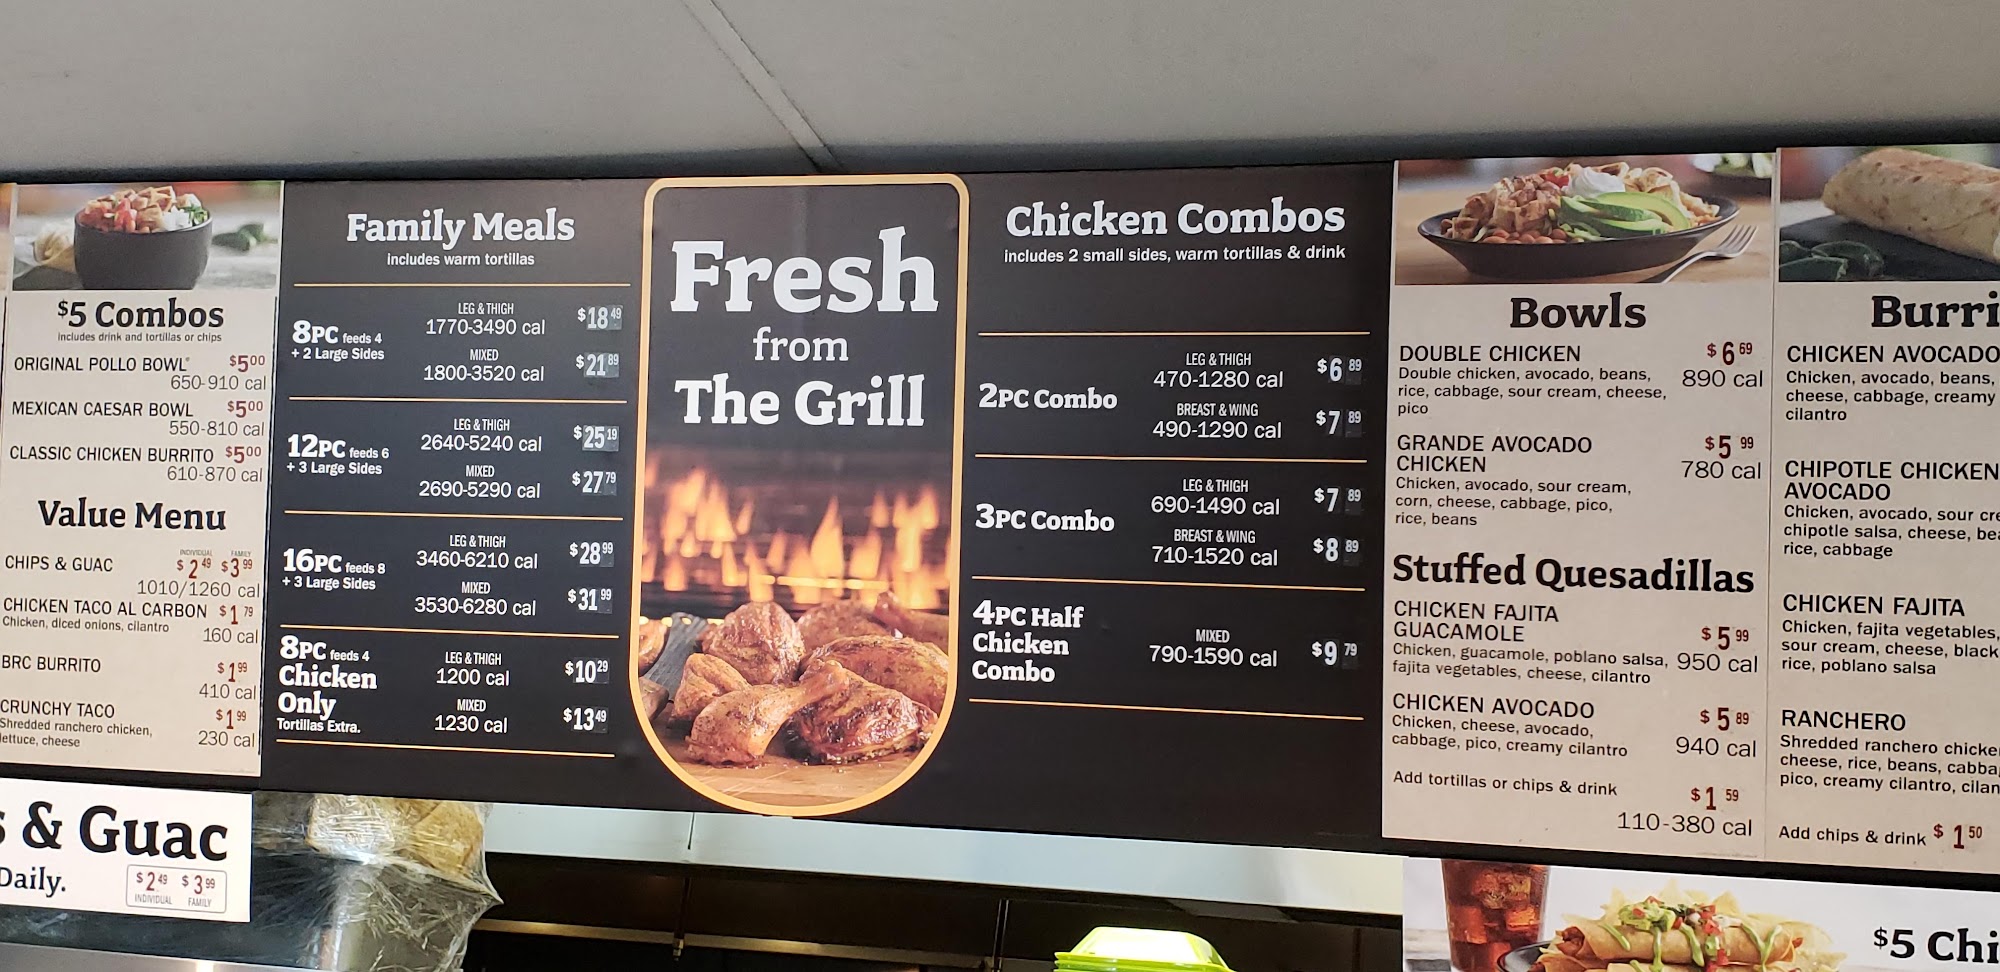 $5 Combos
includes drink and tortillas or chips
ORIGINAL POLLO BOWL® $5.00
650-910 cal
MEXICAN CAESAR BOWL $5.00
550-810 cal
CLASSIC CHICKEN BURRITO $5.00
610-870 cal
Value Menu
INDIVIDUAL FAMILY
CHIPS & GUAC $2.49 $3.99
1010/1260 cal
CHICKEN TACO AL CARBON $1.79
Chicken, diced onions, cilantro 160 cal
BRC BURRITO $1.99
410 cal
CRUNCHY TACO $1.99
Shredded ranchero chicken,
lettuce, cheese 230 cal
& Guac
Daily.
$2.49 $3.99
INDIVIDUAL FAMILY
Family Meals
includes warm tortillas
8PC feeds 4
+ 2 Large Sides
LEG & THIGH
1770-3490 cal $18.49
MIXED
1800-3520 cal $21.89
12PC feeds 6
+ 3 Large Sides
LEG & THIGH
2640-5240 cal $25.19
MIXED
2690-5290 cal $27.79
16PC feeds 8
+ 3 Large Sides
LEG & THIGH
3460-6210 cal $28.99
MIXED
3530-6280 cal $31.99
8PC feeds 4
Chicken
Only
Tortillas Extra.
LEG & THIGH
1200 cal $10.29
MIXED
1230 cal $13.49
Fresh
from
The Grill
Chicken Combos
includes 2 small sides, warm tortillas & drink
2PC Combo
LEG & THIGH
470-1280 cal $6.89
BREAST & WING
490-1290 cal $7.89
3PC Combo
LEG & THIGH
690-1490 cal $7.89
BREAST & WING
710-1520 cal $8.89
4PC Half
Chicken
Combo
MIXED
790-1590 cal $9.79
Bowls
DOUBLE CHICKEN $6.69
Double chicken, avocado, beans, 890 cal
rice, cabbage, sour cream, cheese,
pico
GRANDE AVOCADO $5.99
CHICKEN 780 cal
Chicken, avocado, sour cream,
corn, cheese, cabbage, pico,
rice, beans
Stuffed Quesadillas
CHICKEN FAJITA
GUACAMOLE $5.99
Chicken, guacamole, poblano salsa, 950 cal
fajita vegetables, cheese, cilantro
CHICKEN AVOCADO $5.89
Chicken, cheese, avocado,
cabbage, pico, creamy cilantro 940 cal
Add tortillas or chips & drink $1.59
110-380 cal
Burri
CHICKEN AVOCADO
Chicken, avocado, beans,
cheese, cabbage, creamy
cilantro
CHIPOTLE CHICKEN
AVOCADO
Chicken, avocado, sour cre
chipotle salsa, cheese, bea
rice, cabbage
CHICKEN FAJITA
Chicken, fajita vegetables,
sour cream, cheese, black
rice, poblano salsa
RANCHERO
Shredded ranchero chicke
cheese, rice, beans, cabba
pico, creamy cilantro, cilan
Add chips & drink $1.50
$5 Chi